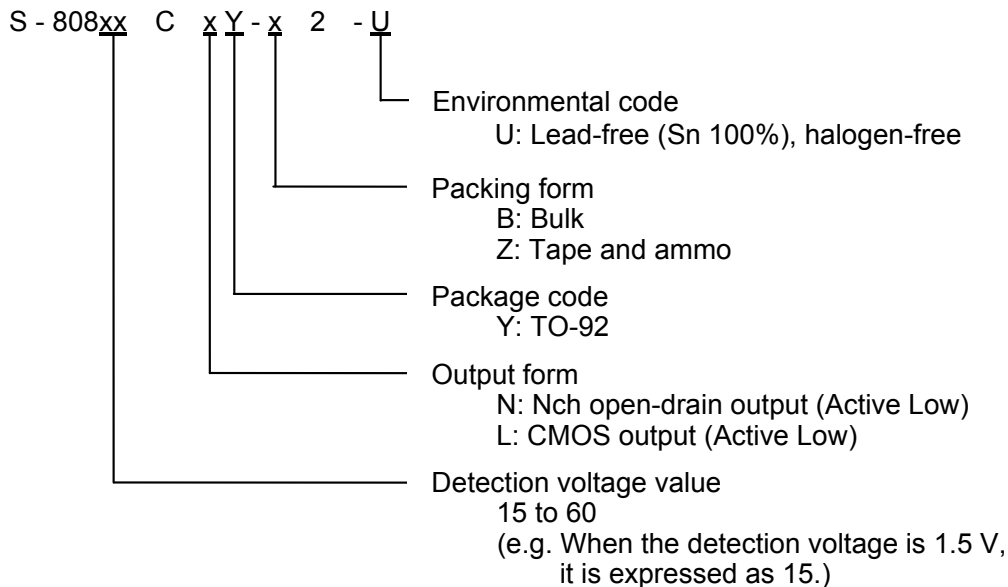 S - 808xx C x Y - x 2 - U
Environmental code
U: Lead-free (Sn 100%), halogen-free
Packing form
B: Bulk
Z: Tape and ammo
Package code
Y: TO-92
Output form
N: Nch open-drain output (Active Low)
L: CMOS output (Active Low)
Detection voltage value
15 to 60
(e.g. When the detection voltage is 1.5 V,
it is expressed as 15.)